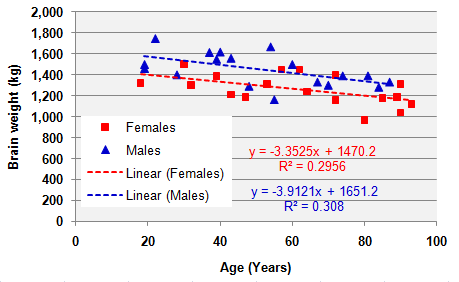 2,000
1,800
1,600
1,400
1,200
1,000
800
600
400
200
0
Brain weight (kg)
Females
Males
Linear (Females)
Linear (Males)
y = -3.3525x + 1470.2
R² = 0.2956
y = -3.9121x + 1651.2
R² = 0.308
0 20 40 60 80 100
Age (Years)